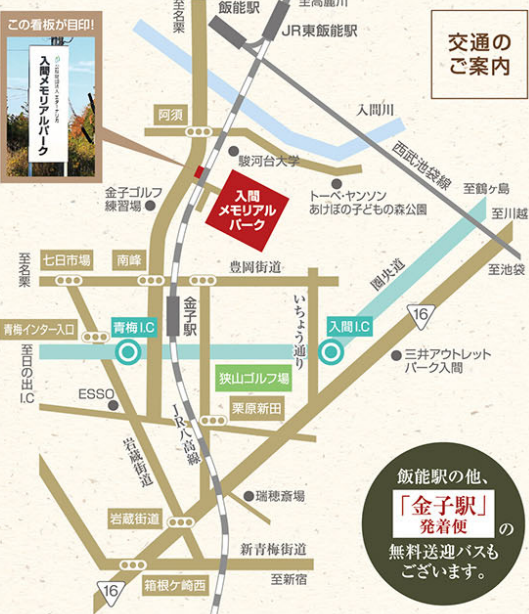 この看板が目印!
入間メモリアルパーク
至名栗
飯能駅
至高麗川
JR東飯能駅
交通の
ご案内
阿須
入間川
駿河台大学
西武池袋線
金子ゴルフ
練習場
入間
メモリアル
パーク
トーベ・ヤンソン
あけぼの子どもの森公園
至鶴ヶ島
至川越
至池袋
至名栗
七日市場
南峰
豊岡街道
圏央道
金子駅
いちょう通り
16
青梅インター入口
青梅I.C
入間I.C
至日の出
I.C
狭山ゴルフ場
三井アウトレット
パーク入間
ESSO
栗原新田
JR八高線
岩蔵街道
瑞穂斎場
岩蔵街道
新青梅街道
至新宿
箱根ケ崎西
16
飯能駅の他、
「金子駅」
発着便の
無料送迎バスも
ございます。